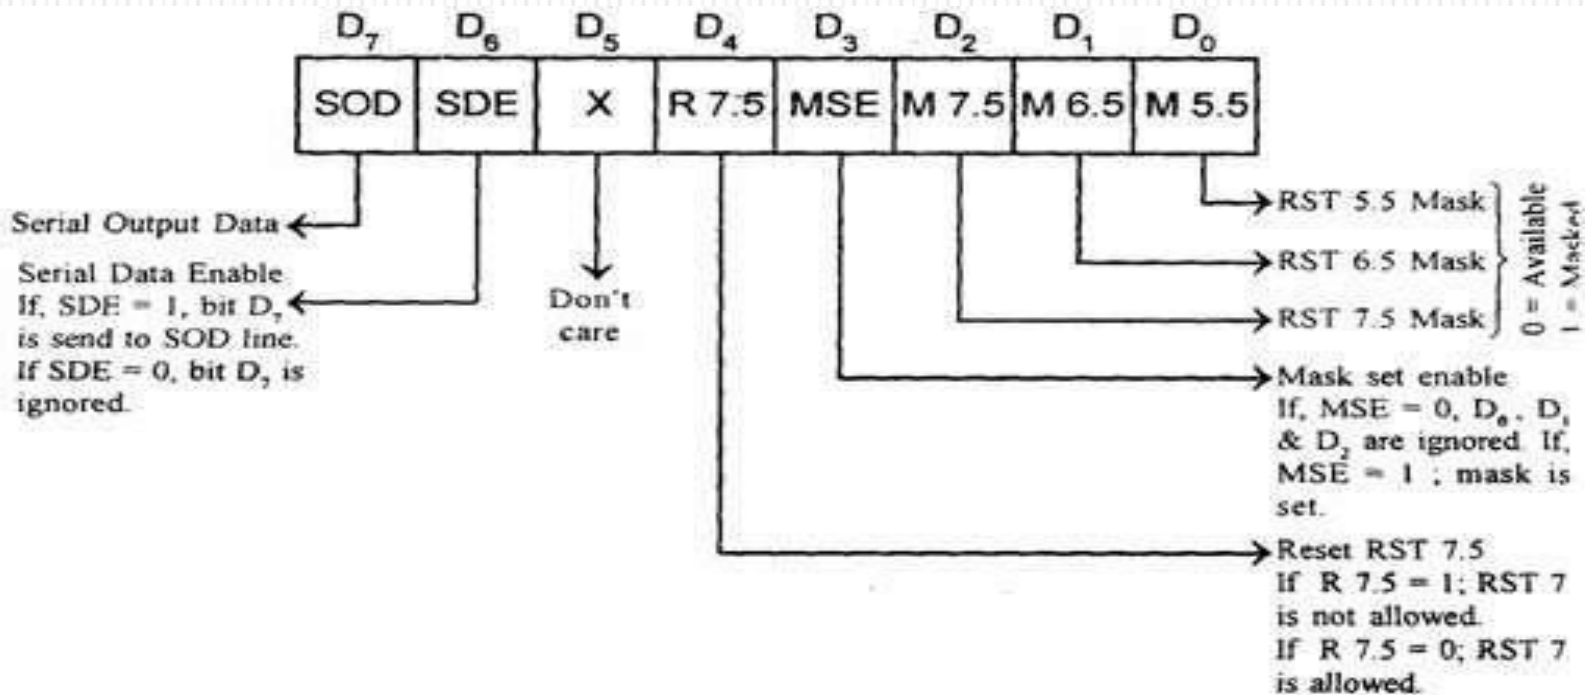 D₇ D₆ D₅ D₄ D₃ D₂ D₁ D₀
SOD SDE X R 7.5 MSE M 7.5 M 6.5 M 5.5
Serial Output Data
Serial Data Enable
If, SDE = 1, bit D₇
is send to SOD line.
If SDE = 0, bit D₇ is
ignored.
Don't
care
RST 5.5 Mask
RST 6.5 Mask
RST 7.5 Mask
0 = Available
1 = Masked
Mask set enable
If, MSE = 0, D₀, D₁
& D₂ are ignored. If,
MSE = 1 ; mask is
set.
Reset RST 7.5
If R 7.5 = 1; RST 7
is not allowed.
If R 7.5 = 0; RST 7
is allowed.